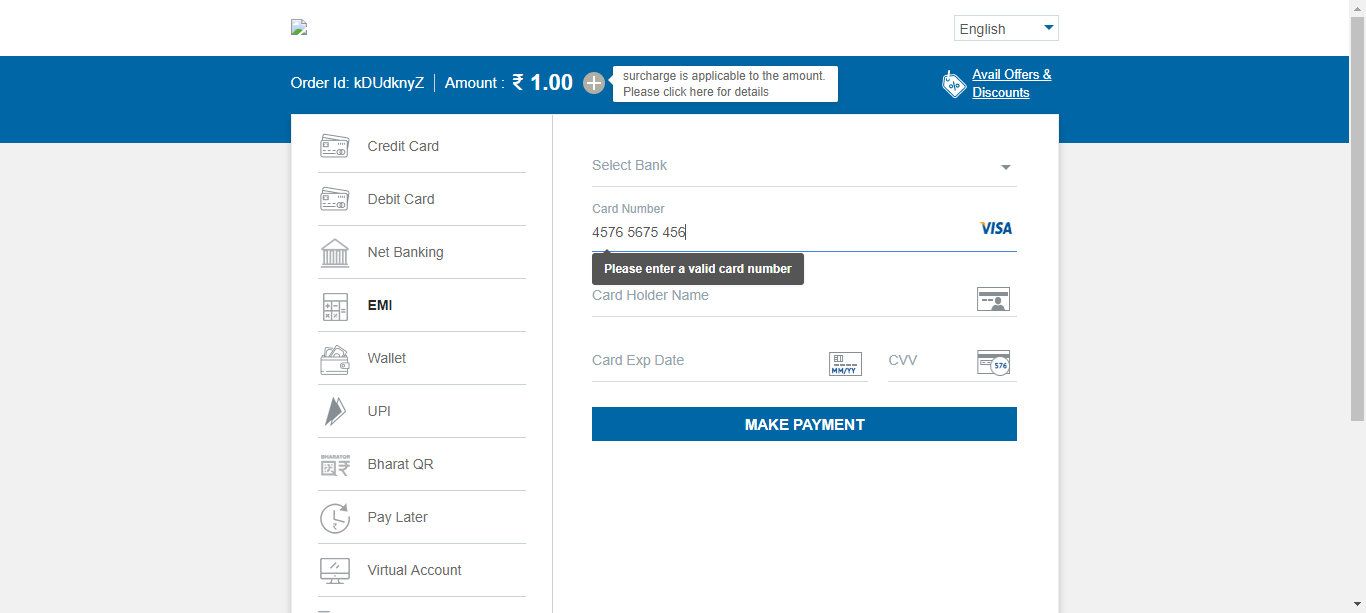 English
Order Id: kDUdknyZ
Amount : ₹ 1.00
surcharge is applicable to the amount.
Please click here for details
Avail Offers &
Discounts
Credit Card
Debit Card
Net Banking
EMI
Wallet
UPI
BHARATQR
Bharat QR
Pay Later
Virtual Account
Select Bank
Card Number
4576 5675 456
VISA
Please enter a valid card number
Card Holder Name
Card Exp Date
MM/YY
CVV
576
MAKE PAYMENT